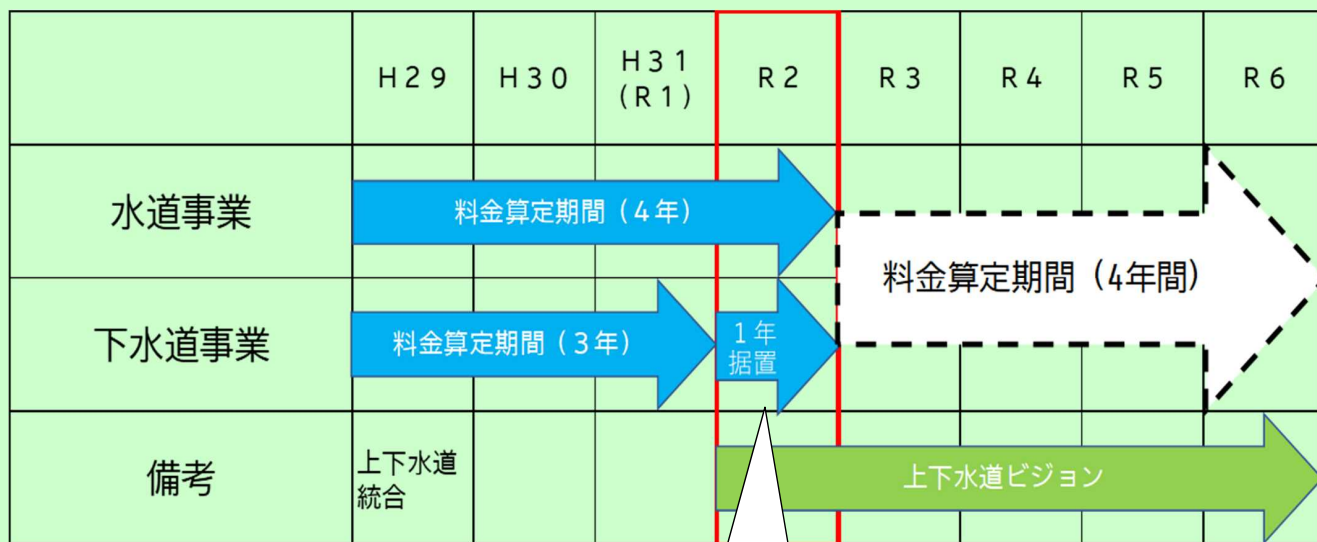 H29
H30
H31
(R1)
R2
R3
R4
R5
R6
水道事業
料金算定期間(4年)
料金算定期間(4年間)
下水道事業
料金算定期間(3年)
1年
据置
備考
上下水道
統合
上下水道ビジョン